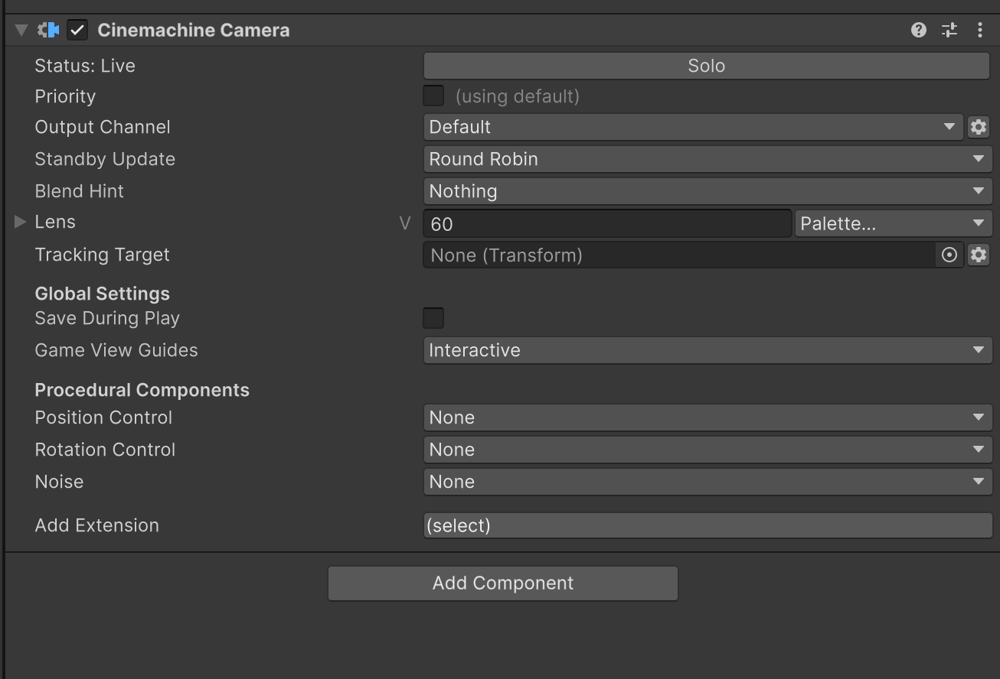 Cinemachine Camera
Status: Live Solo
Priority (using default)
Output Channel Default
Standby Update Round Robin
Blend Hint Nothing
Lens V 60 Palette...
Tracking Target None (Transform)
Global Settings
Save During Play
Game View Guides Interactive
Procedural Components
Position Control None
Rotation Control None
Noise None
Add Extension (select)
Add Component